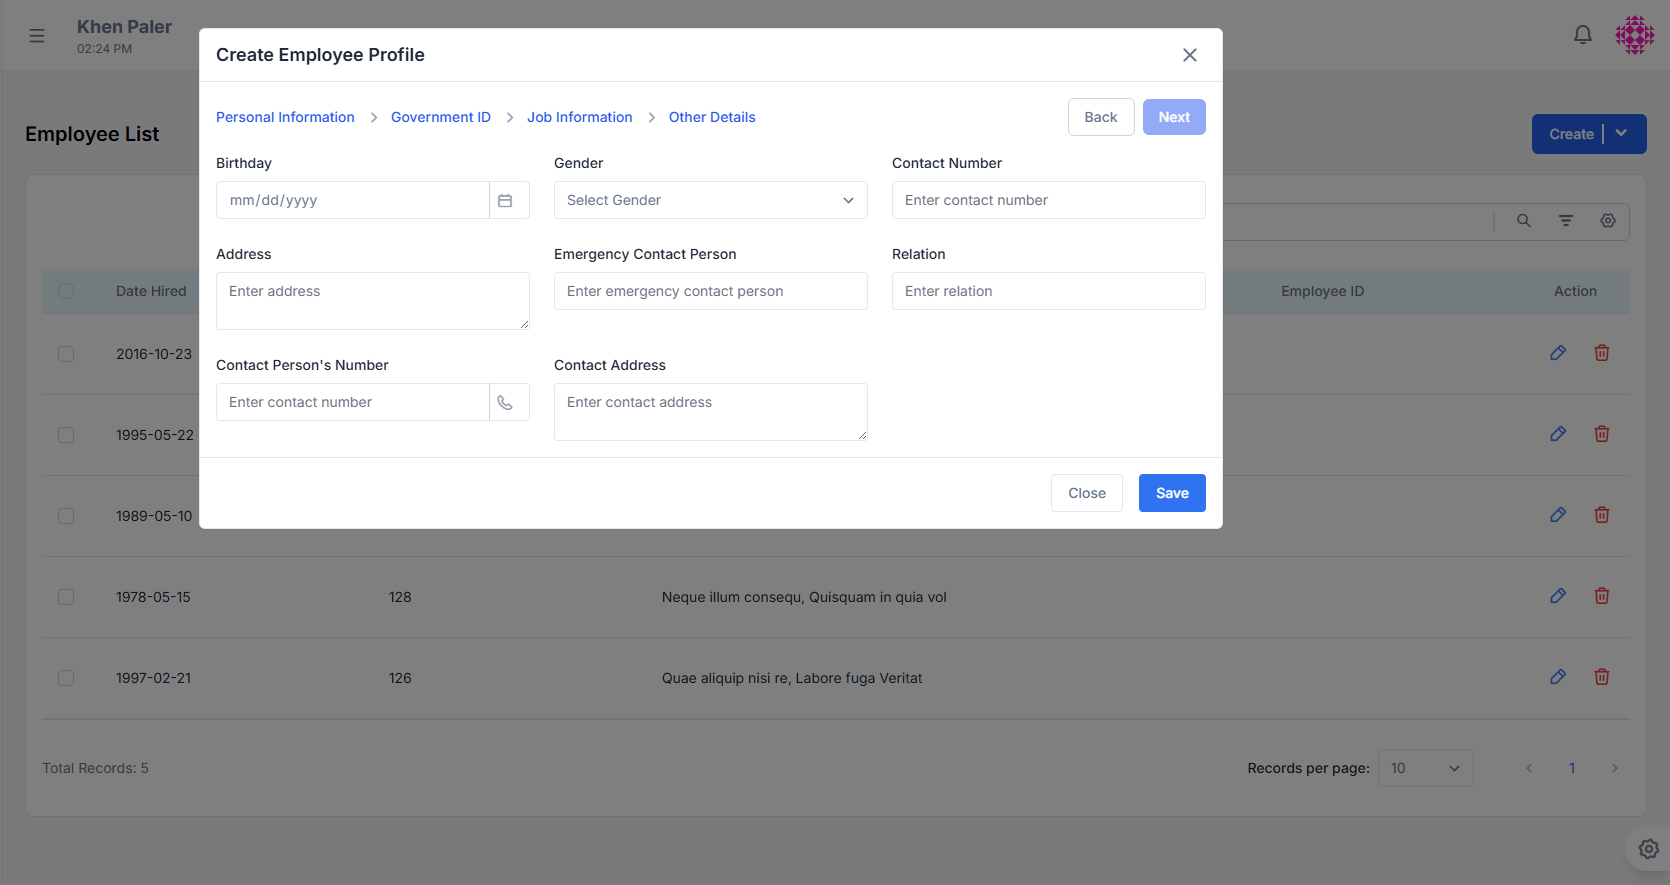 Khen Paler
02:24 PM
Create Employee Profile
Personal Information > Government ID > Job Information > Other Details
Back Next
Employee List
Create
Birthday Gender Contact Number
mm/dd/yyyy Select Gender Enter contact number
Address Emergency Contact Person Relation
Enter address Enter emergency contact person Enter relation
Date Hired Employee ID Action
2016-10-23
Contact Person's Number Contact Address
Enter contact number Enter contact address
1995-05-22
Close Save
1989-05-10
1978-05-15 128 Neque illum consequ, Quisquam in quia vol
1997-02-21 126 Quae aliquip nisi re, Labore fuga Veritat
Total Records: 5 Records per page: 10 < 1 >